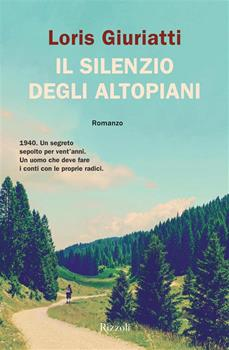 Loris Giuriatti
IL SILENZIO
DEGLI ALTOPIANI
Romanzo
1940. Un segreto
sepolto per vent'anni.
Un uomo che deve fare
i conti con le proprie radici.
Rizzoli